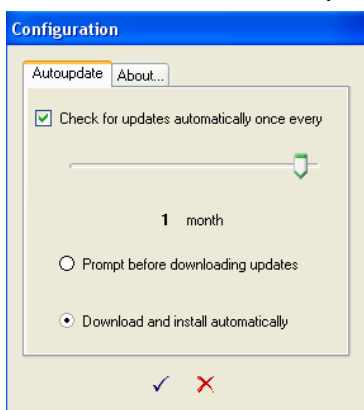 Configuration
Autoupdate About...
Check for updates automatically once every
1 month
Prompt before downloading updates
Download and install automatically